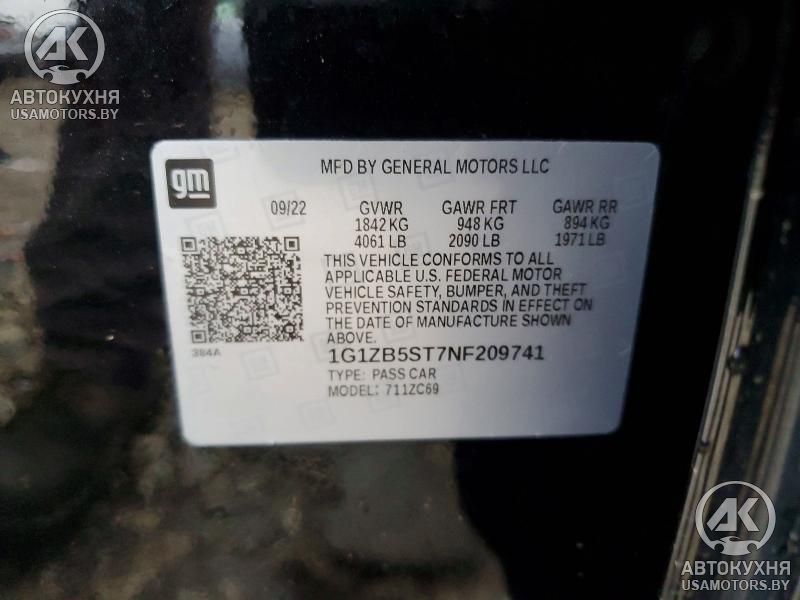 AK
АВТОКУХНЯ
USAMOTORS.BY
gm
MFD BY GENERAL MOTORS LLC
09/22 GVWR GAWR FRT GAWR RR
1842 KG 948 KG 894 KG
4061 LB 2090 LB 1971 LB
THIS VEHICLE CONFORMS TO ALL
APPLICABLE U.S. FEDERAL MOTOR
VEHICLE SAFETY, BUMPER, AND THEFT
PREVENTION STANDARDS IN EFFECT ON
THE DATE OF MANUFACTURE SHOWN
ABOVE.
384A
1G1ZB5ST7NF209741
TYPE: PASS CAR
MODEL: 711ZC69
AK
АВТОКУХНЯ
USAMOTORS.BY